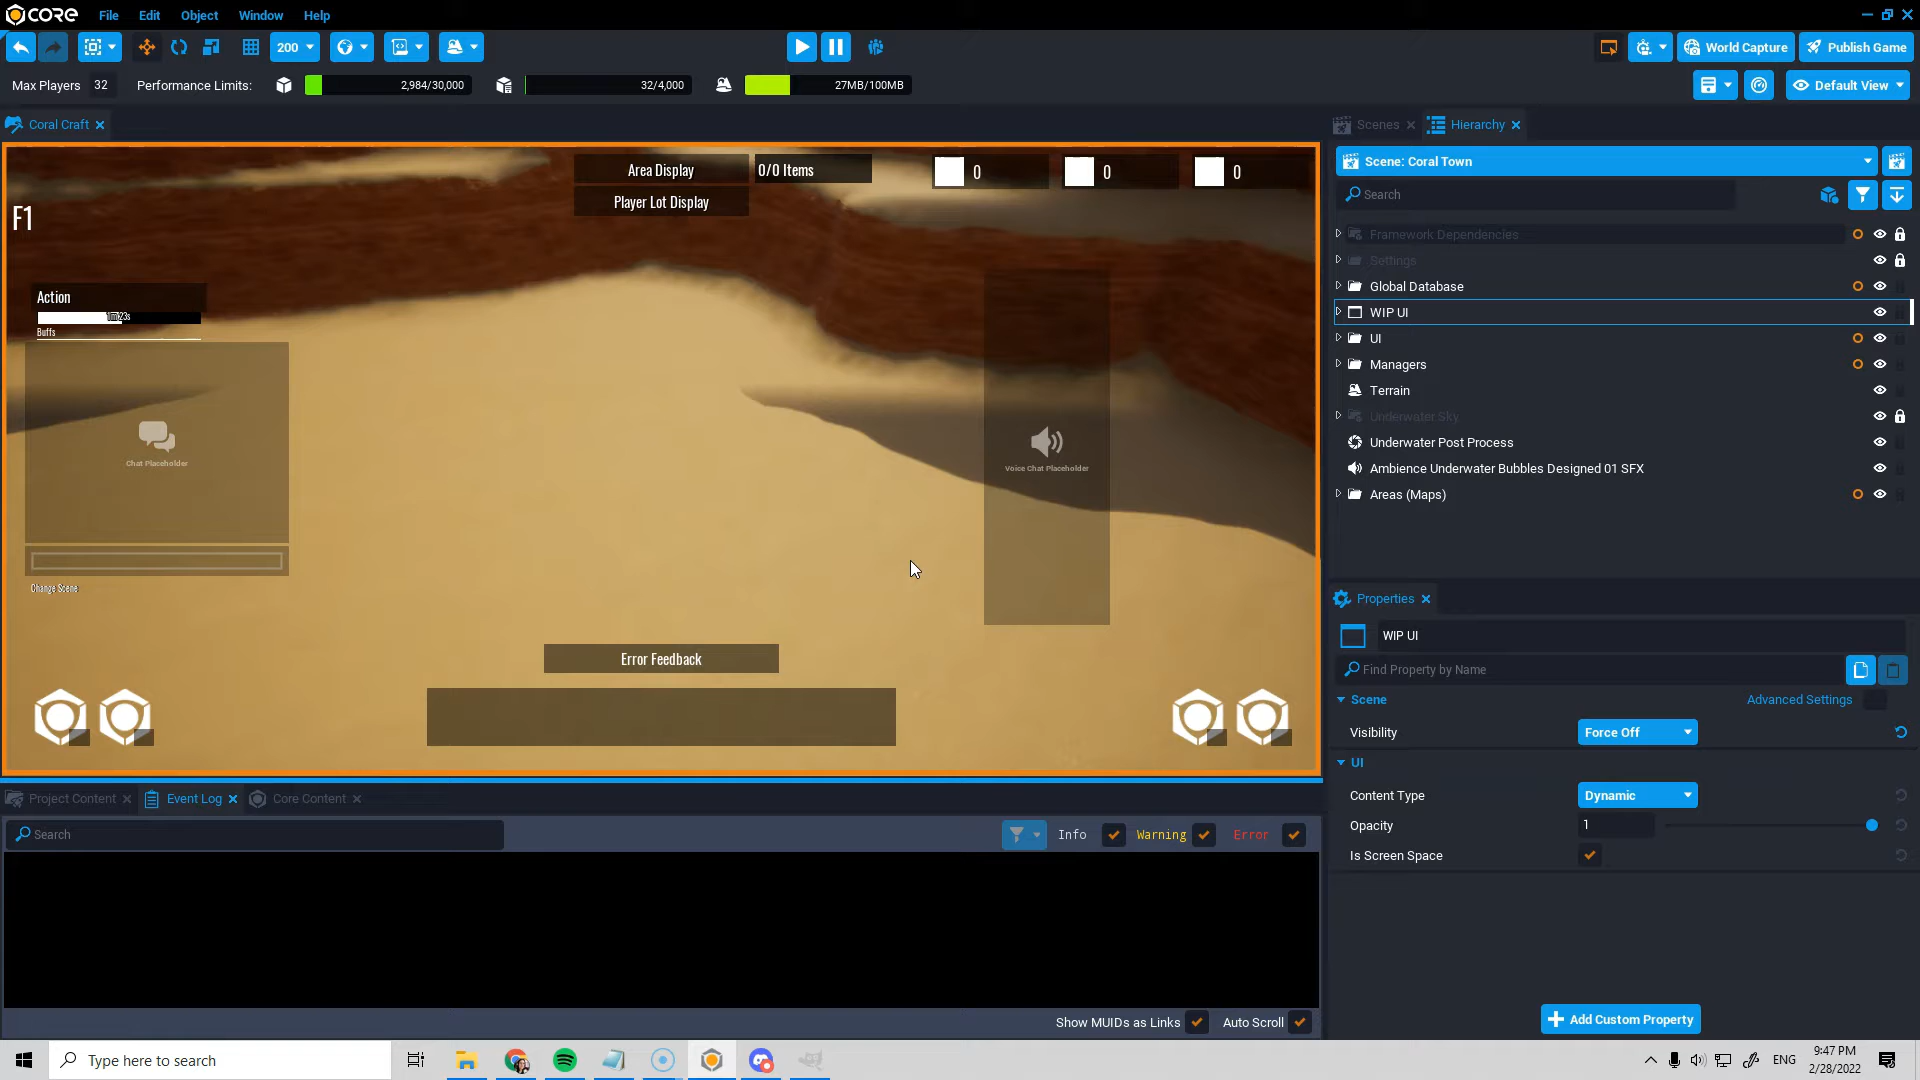 CORE File Edit Object Window Help
200 World Capture Publish Game
Max Players 32 Performance Limits: 2,984/30,000 32/4,000 27MB/100MB Default View
Coral Craft Scenes Hierarchy
Scene: Coral Town
Search
Area Display 0/0 Items 0 0 0
Player Lot Display
F1
Action
Buffs
Chat Placeholder
Voice Chat Placeholder
Change Scene
Error Feedback
Framework Dependencies
Settings
Global Database
WIP UI
UI
Managers
Terrain
Underwater Sky
Underwater Post Process
Ambience Underwater Bubbles Designed 01 SFX
Areas (Maps)
Properties
WIP UI
Find Property by Name
Scene Advanced Settings
Visibility Force Off
UI
Content Type Dynamic
Opacity 1
Is Screen Space
Add Custom Property
Project Content Event Log Core Content
Search Info Warning Error
Show MUIDs as Links Auto Scroll
Type here to search ENG 9:47 PM
2/28/2022